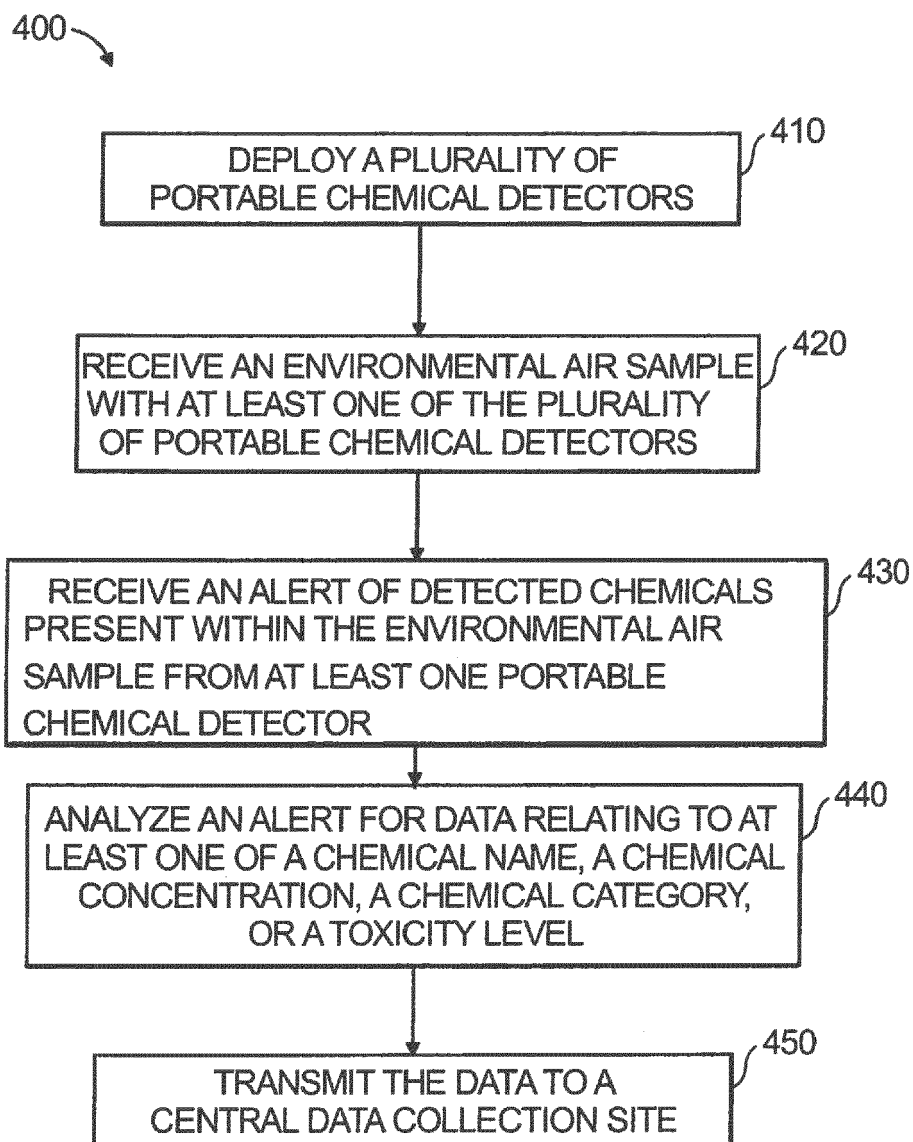 400
410
DEPLOY A PLURALITY OF
PORTABLE CHEMICAL DETECTORS
420
RECEIVE AN ENVIRONMENTAL AIR SAMPLE
WITH AT LEAST ONE OF THE PLURALITY
OF PORTABLE CHEMICAL DETECTORS
430
RECEIVE AN ALERT OF DETECTED CHEMICALS
PRESENT WITHIN THE ENVIRONMENTAL AIR
SAMPLE FROM AT LEAST ONE PORTABLE
CHEMICAL DETECTOR
440
ANALYZE AN ALERT FOR DATA RELATING TO AT
LEAST ONE OF A CHEMICAL NAME, A CHEMICAL
CONCENTRATION, A CHEMICAL CATEGORY,
OR A TOXICITY LEVEL
450
TRANSMIT THE DATA TO A
CENTRAL DATA COLLECTION SITE